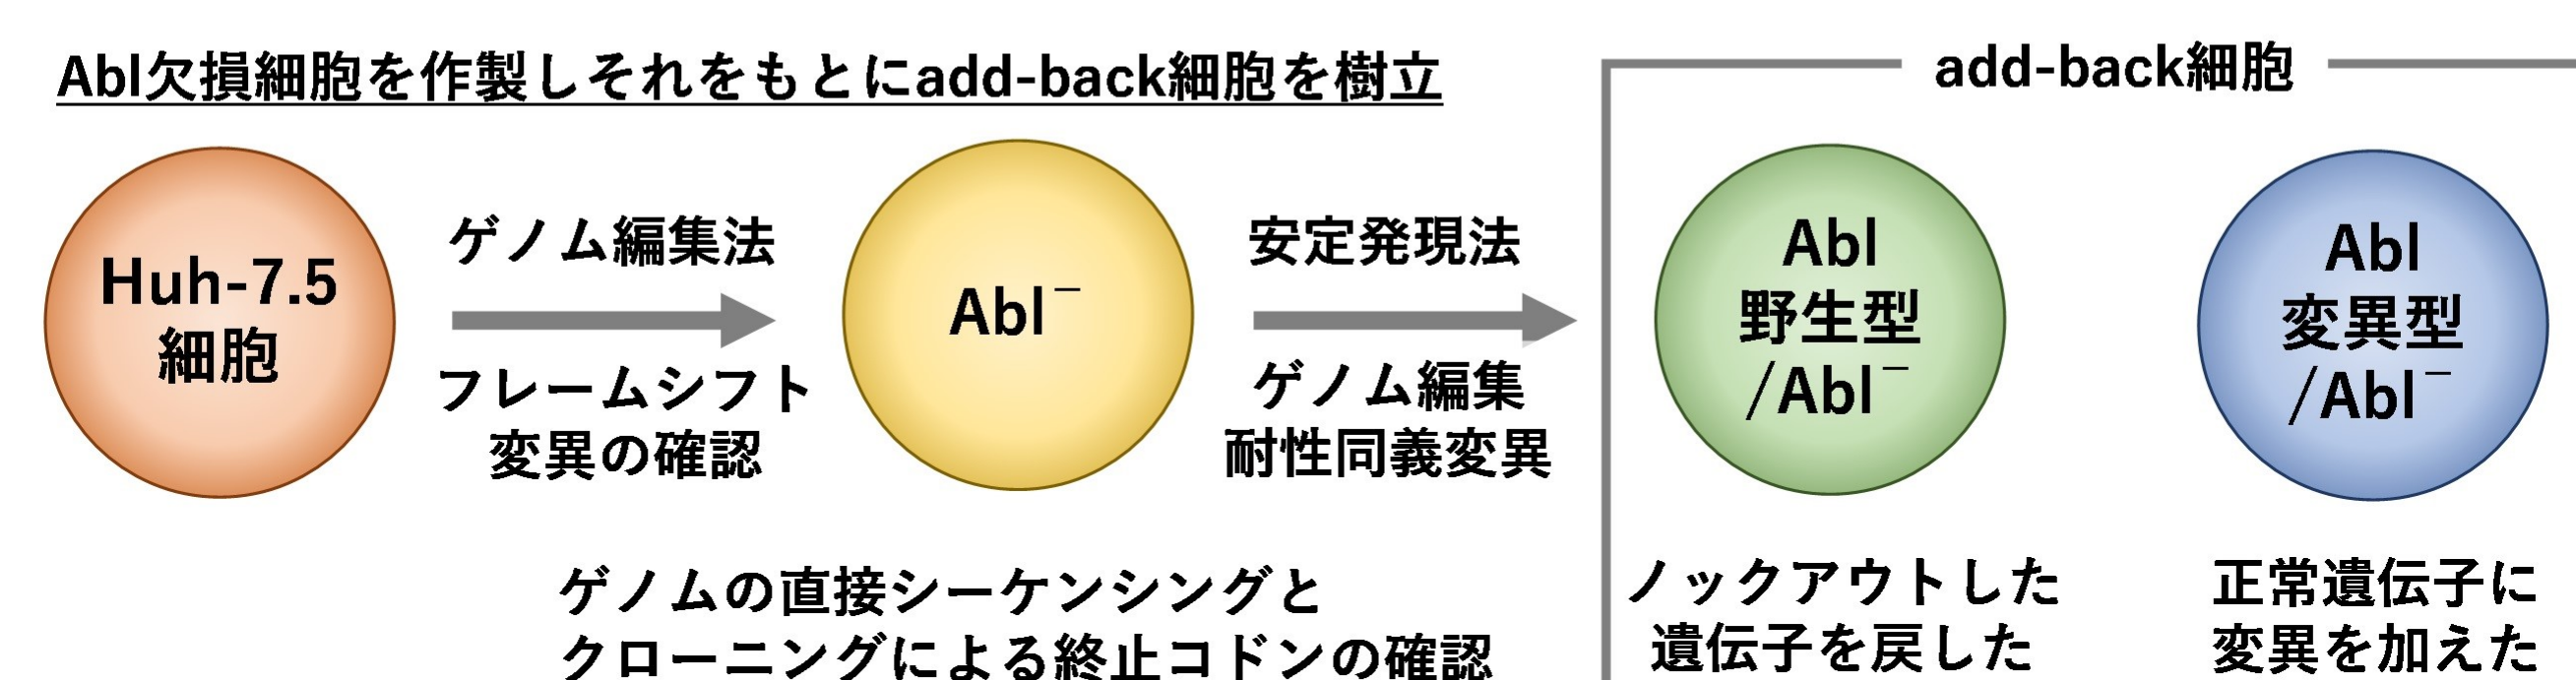 Abl欠損細胞を作製しそれをもとにadd-back細胞を樹立
add-back細胞
Huh-7.5
細胞
ゲノム編集法
フレームシフト
変異の確認
Abl⁻
安定発現法
ゲノム編集
耐性同義変異
Abl
野生型
/Abl⁻
Abl
変異型
/Abl⁻
ゲノムの直接シーケンシングと
クローニングによる終止コドンの確認
ノックアウトした
遺伝子を戻した
正常遺伝子に
変異を加えた